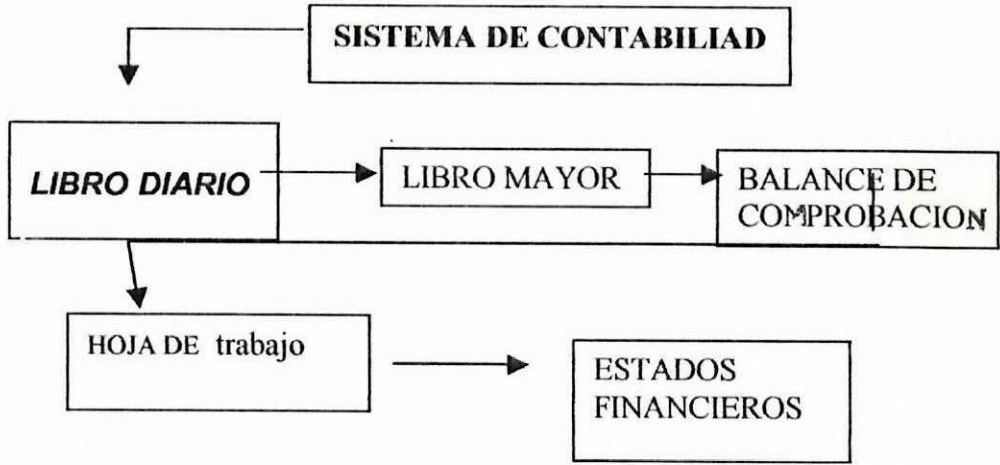 SISTEMA DE CONTABILIAD
LIBRO DIARIO
LIBRO MAYOR
BALANCE DE
COMPROBACION
HOJA DE trabajo
ESTADOS
FINANCIEROS